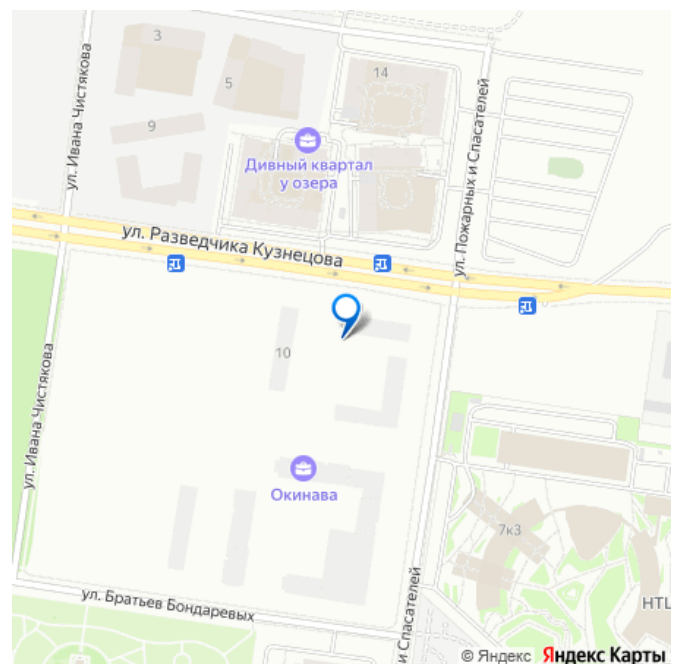 3
14
5
9
ул. Ивана Чистякова
Дивный квартал
у озера
ул. Пожарных и Спасателей
ул. Разведчика Кузнецова
10
ул. Ивана Чистякова
Окинава
7к3
ул. Братьев Бондаревых
НТЦ
и Спасателей
© Яндекс Яндекс Карты